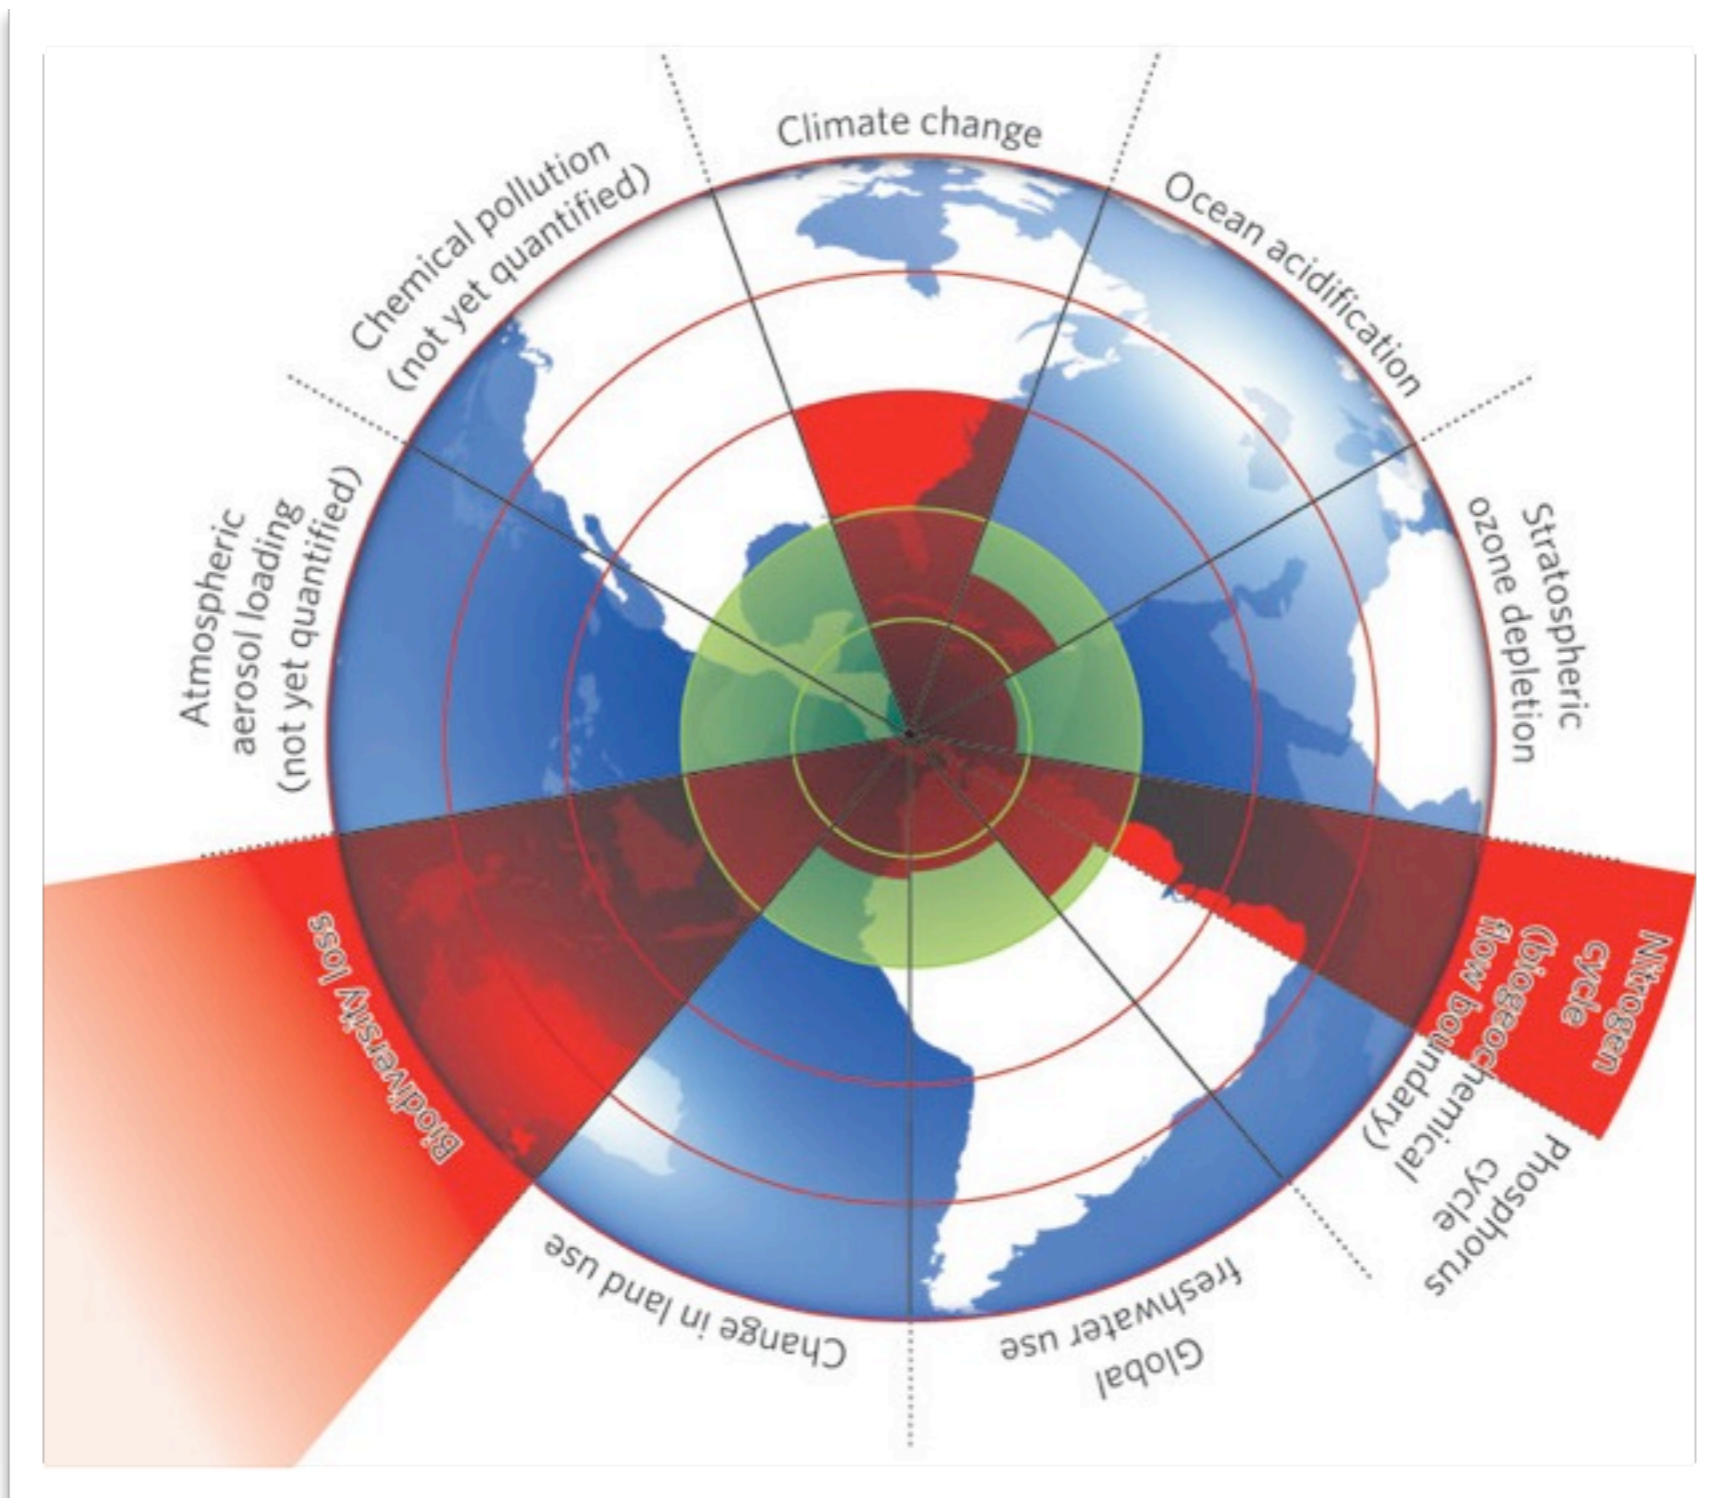 Climate change
Ocean acidification
Stratospheric
ozone depletion
Nitrogen
cycle
(biogeochemical
flow boundary)
Phosphorus
cycle
Global
freshwater use
Change in land use
Biodiversity loss
Atmospheric
aerosol loading
(not yet quantified)
Chemical pollution
(not yet quantified)